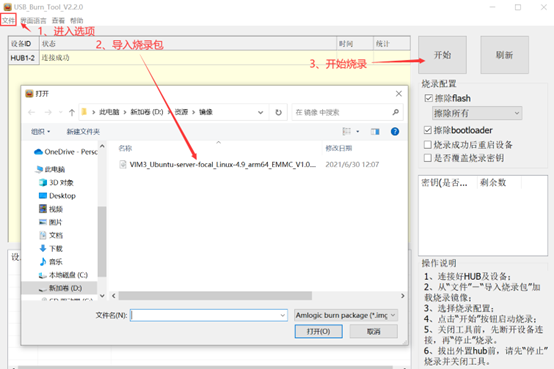 USB_Burn_Tool_V2.2.0
文件 界面语言 查看 帮助
1、进入选项
设备ID 状态 时间 统计
HUB1-2 连接成功
2、导入烧录包
3、开始烧录
开始 刷新
烧录配置
擦除flash
擦除所有
擦除bootloader
烧录成功后重启设备
是否覆盖烧录密钥
密钥(是否... 剩余数
打开
此电脑 › 新加卷 (D:) › 资源 › 镜像
在 镜像 中搜索
组织 新建文件夹
名称 修改日期
OneDrive - Perso
VIM3_Ubuntu-server-focal_Linux-4.9_arm64_EMMC_V1.0.... 2021/6/30 12:07
此电脑
3D 对象
Desktop
视频
图片
文档
下载
音乐
本地磁盘 (C:)
新加卷 (D:)
文件名(N):
Amlogic burn package (*.img
打开(O) 取消
操作说明
1、连接好HUB及设备;
2、从“文件”—“导入烧录包”加
载烧录镜像;
3、选择烧录配置;
4、点击“开始”按钮启动烧录;
5、关闭工具前,先断开设备连
接,再“停止”烧录。
6、拔出外置hub前,请先“停止”
烧录并关闭工具。